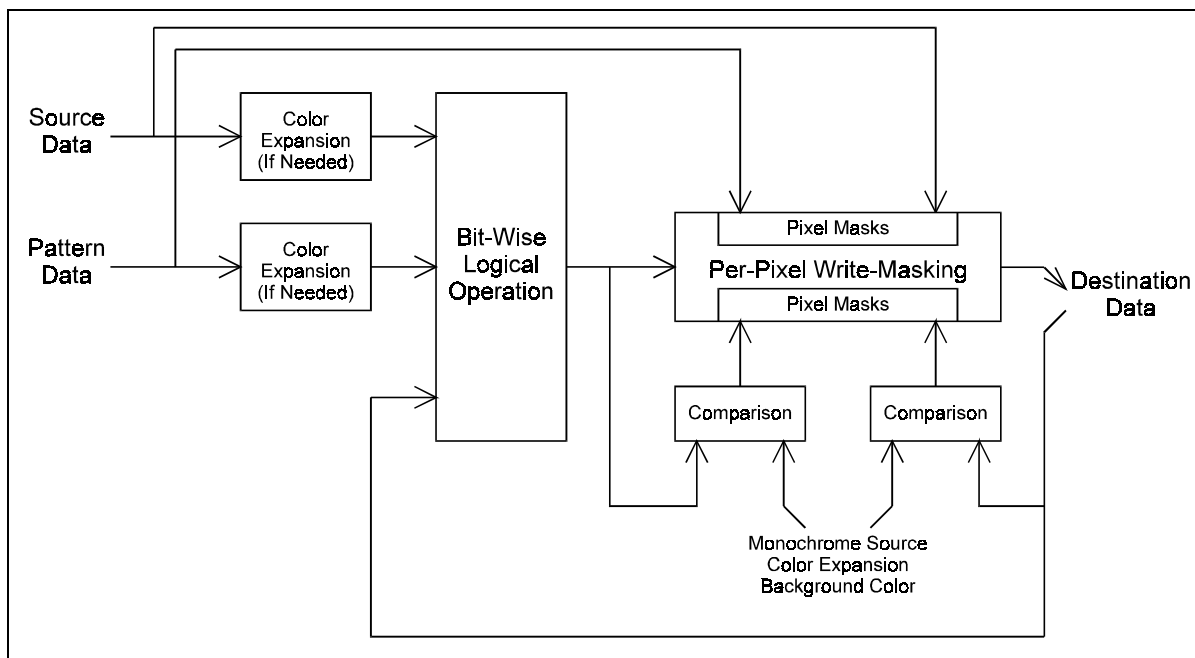 Source
Data
Color
Expansion
(If Needed)
Pattern
Data
Color
Expansion
(If Needed)
Bit-Wise
Logical
Operation
Pixel Masks
Per-Pixel Write-Masking
Pixel Masks
Destination
Data
Comparison
Comparison
Monochrome Source
Color Expansion
Background Color